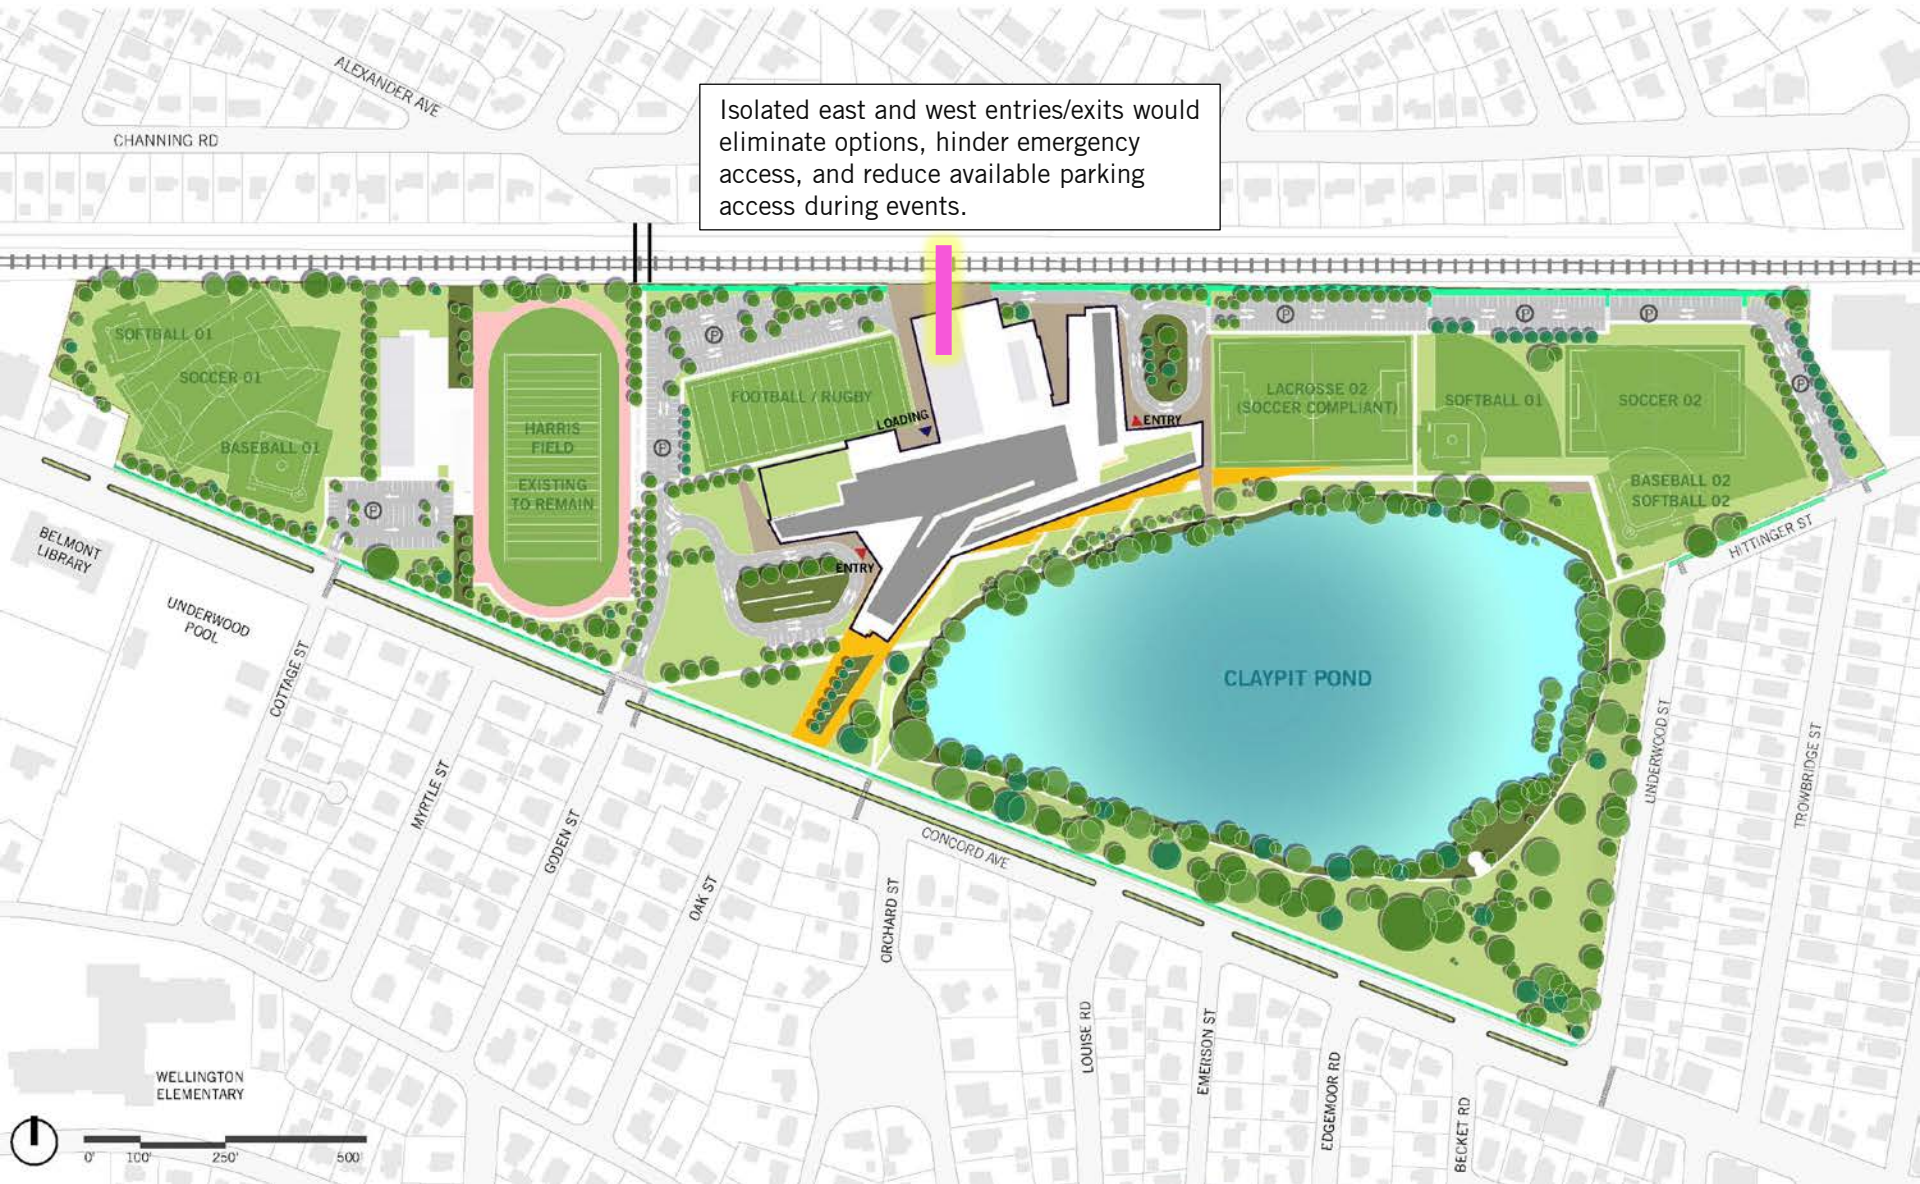 ALEXANDER AVE
CHANNING RD
Isolated east and west entries/exits would
eliminate options, hinder emergency
access, and reduce available parking
access during events.
SOFTBALL 01
SOCCER 01
BASEBALL 01
HARRIS
FIELD
EXISTING
TO REMAIN
P
P
P
FOOTBALL / RUGBY
LOADING
ENTRY
ENTRY
P
P
P
P
LACROSSE 02
(SOCCER COMPLIANT)
SOFTBALL 01
SOCCER 02
BASEBALL 02
SOFTBALL 02
HITTINGER ST
BELMONT
LIBRARY
UNDERWOOD
POOL
COTTAGE ST
MYRTLE ST
GODEN ST
OAK ST
ORCHARD ST
CONCORD AVE
CLAYPIT POND
UNDERWOOD ST
TROWBRIDGE ST
LOUISE RD
EMERSON ST
EDGEMOOR RD
BECKET RD
WELLINGTON
ELEMENTARY
0' 100' 250' 500'